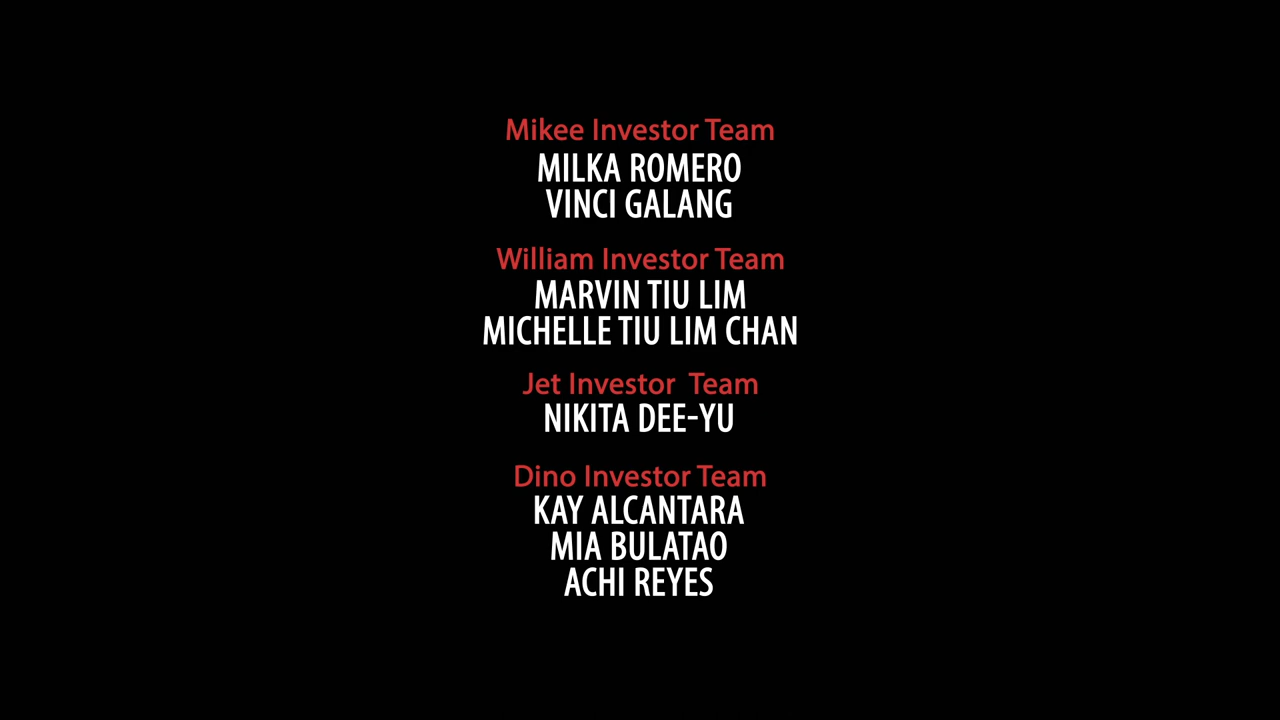 Mikee Investor Team
MILKA ROMERO
VINCI GALANG
William Investor Team
MARVIN TIU LIM
MICHELLE TIU LIM CHAN
Jet Investor  Team
NIKITA DEE-YU
Dino Investor Team
KAY ALCANTARA
MIA BULATAO
ACHI REYES